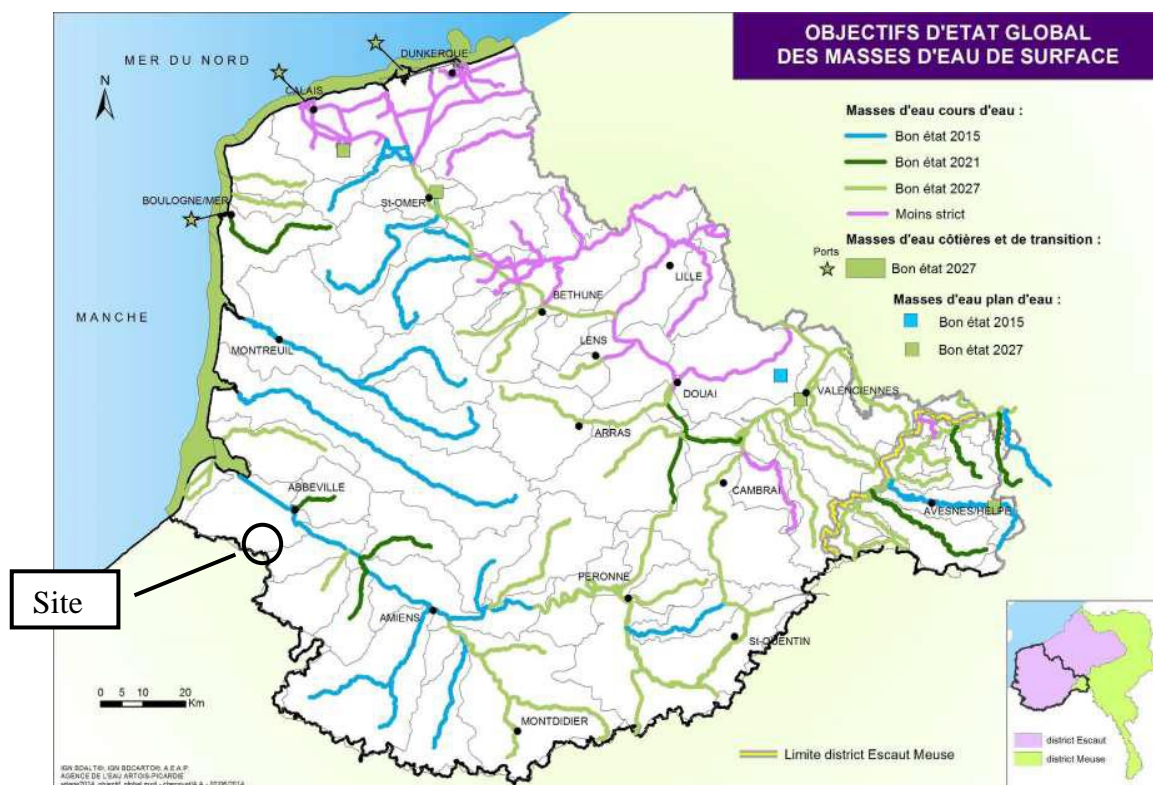 OBJECTIFS D'ETAT GLOBAL
DES MASSES D'EAU DE SURFACE
MER DU NORD
N
DUNKERQUE
CALAIS
BOULOGNE/MER
St-OMER
MANCHE
MONTREUIL
BETHUNE
LILLE
LENS
DOUAI
VALENCIENNES
ARRAS
ABBEVILLE
CAMBRAI
AVESNES/HELPE
Site
PERONNE
AMIENS
St-QUENTIN
MONTDIDIER
Masses d'eau cours d'eau :
Bon état 2015
Bon état 2021
Bon état 2027
Moins strict
Masses d'eau côtières et de transition :
Ports
Bon état 2027
Masses d'eau plan d'eau :
Bon état 2015
Bon état 2027
0 5 10 20
Km
Limite district Escaut Meuse
district Escaut
district Meuse
AGENCE DE L'EAU ARTOIS-PICARDIE